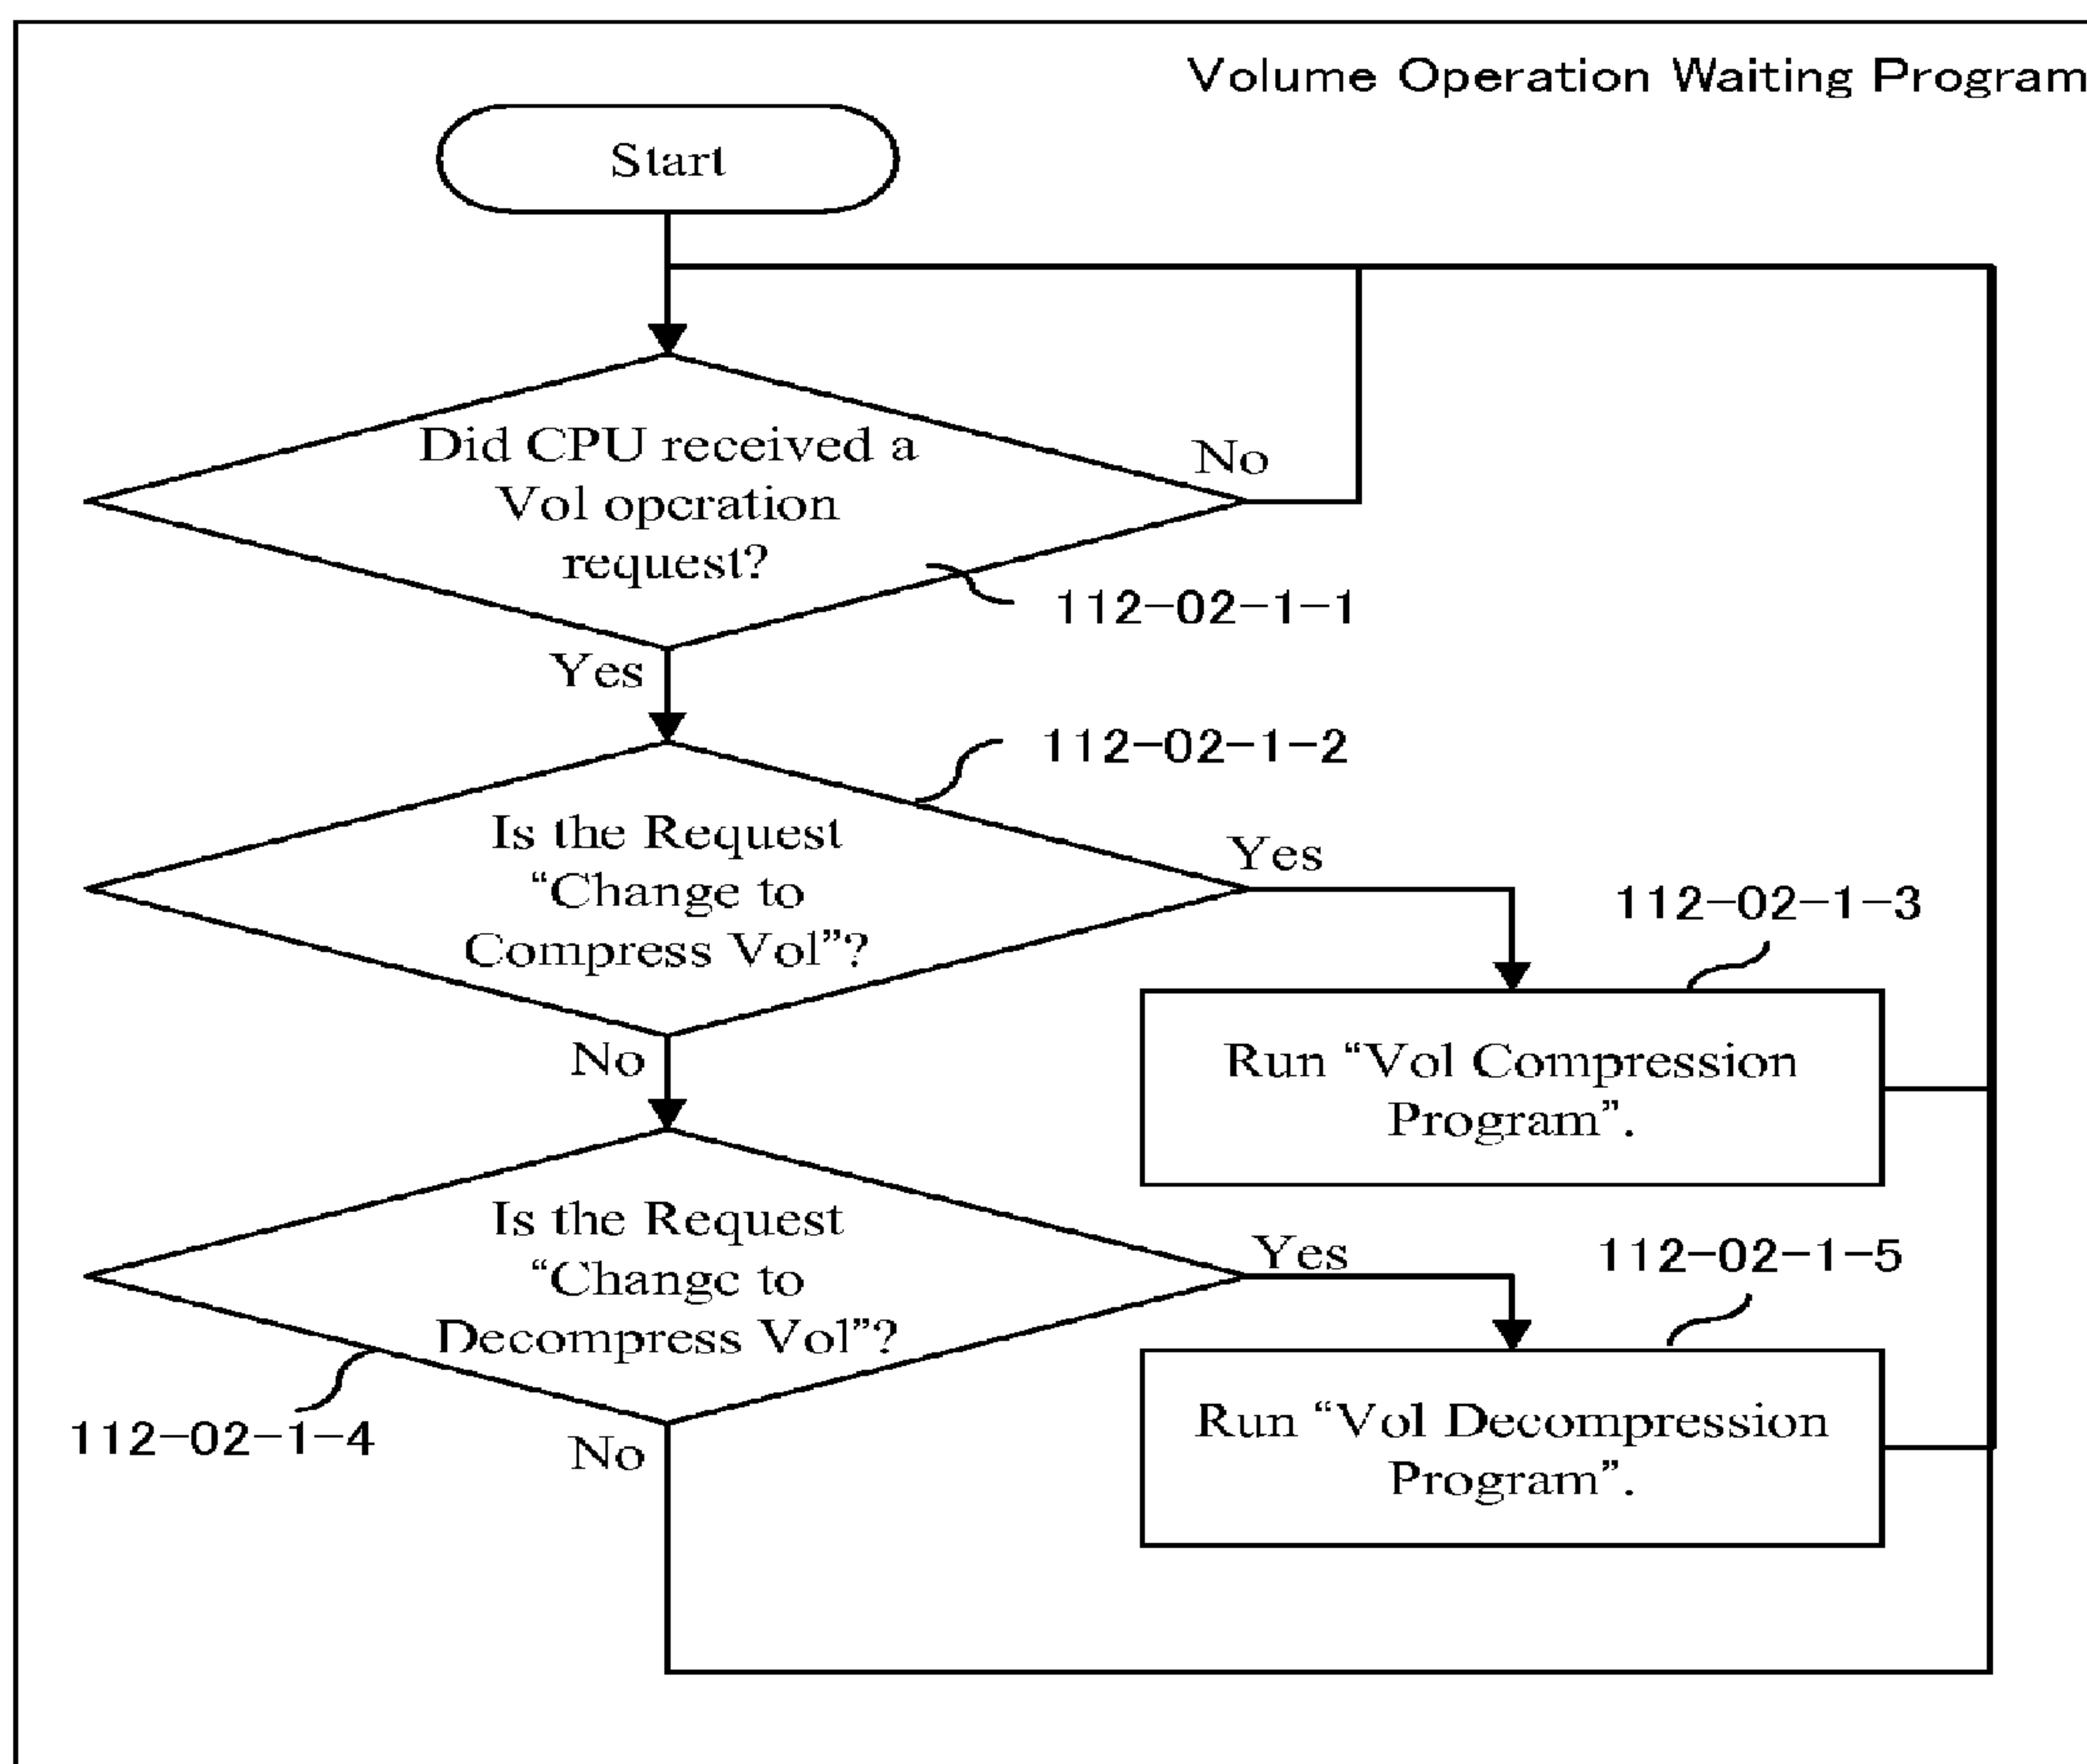 Volume Operation Waiting Program
Start
Did CPU received a
Vol operation
request?
No
112-02-1-1
Yes
112-02-1-2
Is the Request
“Change to
Compress Vol”?
Yes
112-02-1-3
Run “Vol Compression
Program”.
No
Is the Request
“Change to
Decompress Vol”?
Yes
112-02-1-5
Run “Vol Decompression
Program”.
112-02-1-4
No